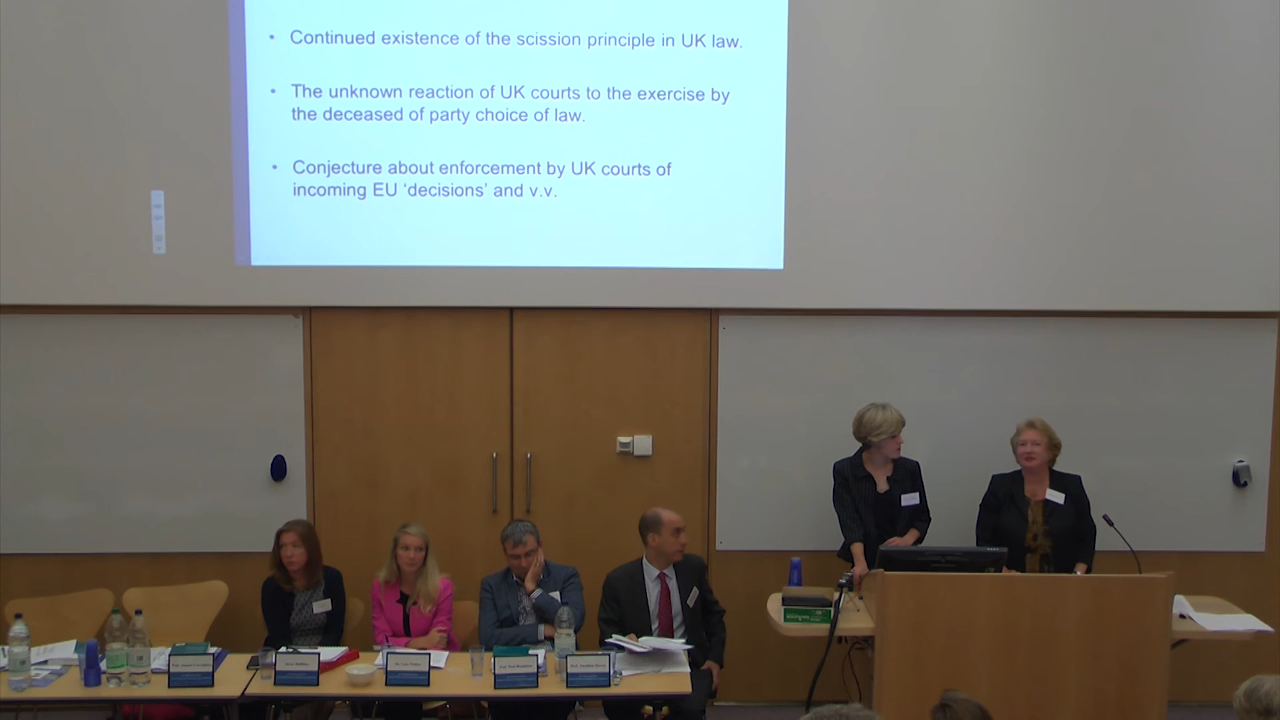 • Continued existence of the scission principle in UK law.
• The unknown reaction of UK courts to the exercise by
the deceased of party choice of law.
• Conjecture about enforcement by UK courts of
incoming EU ‘decisions’ and v.v.